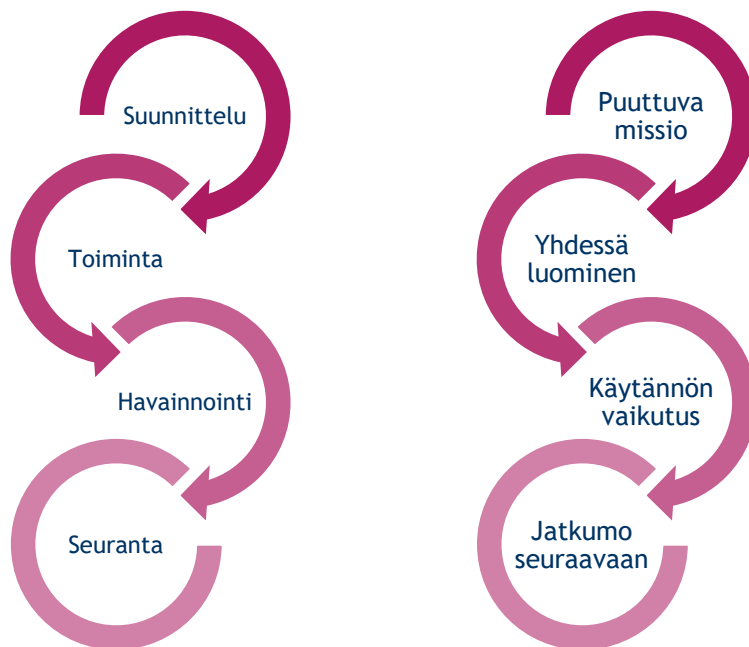 Suunnittelu
Toiminta
Havainnointi
Seuranta
Puuttuva
missio
Yhdessä
luominen
Käytännön
vaikutus
Jatkumo
seuraavaan